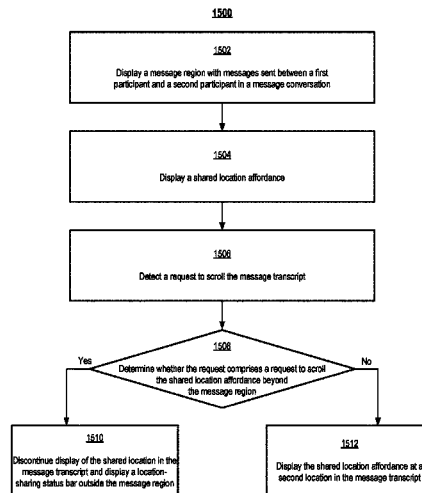 1500
1502
Display a message region with messages sent between a first
participant and a second participant in a message conversation
1504
Display a shared location affordance
1506
Detect a request to scroll the message transcript
1508
Yes
Determine whether the request comprises a request to scroll
No
the shared location affordance beyond
the message region
1510
Discontinue display of the shared location in the
message transcript and display a location-
sharing status bar outside the message region
1512
Display the shared location affordance at a
second location in the message transcript